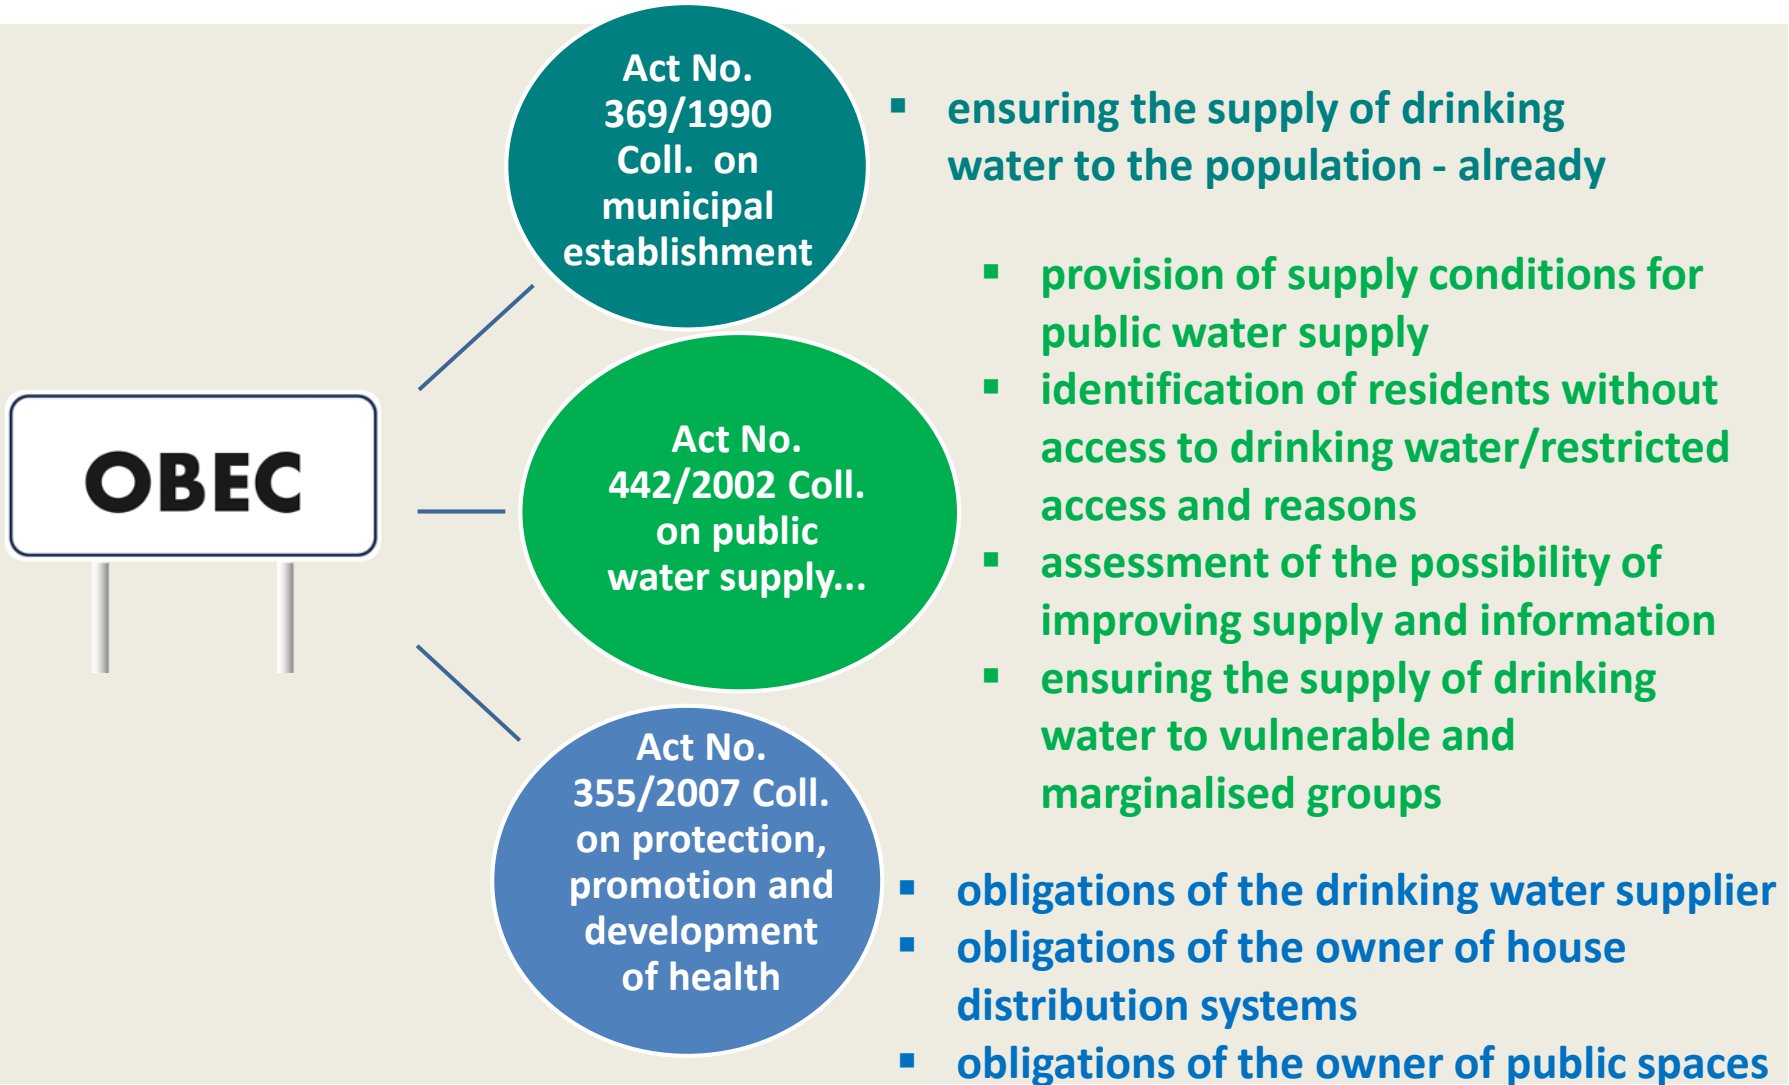 OBEC
Act No.
369/1990
Coll. on
municipal
establishment
▪ ensuring the supply of drinking
water to the population - already
Act No.
442/2002 Coll.
on public
water supply...
▪ provision of supply conditions for
public water supply
▪ identification of residents without
access to drinking water/restricted
access and reasons
▪ assessment of the possibility of
improving supply and information
▪ ensuring the supply of drinking
water to vulnerable and
marginalised groups
Act No.
355/2007 Coll.
on protection,
promotion and
development
of health
▪ obligations of the drinking water supplier
▪ obligations of the owner of house
distribution systems
▪ obligations of the owner of public spaces